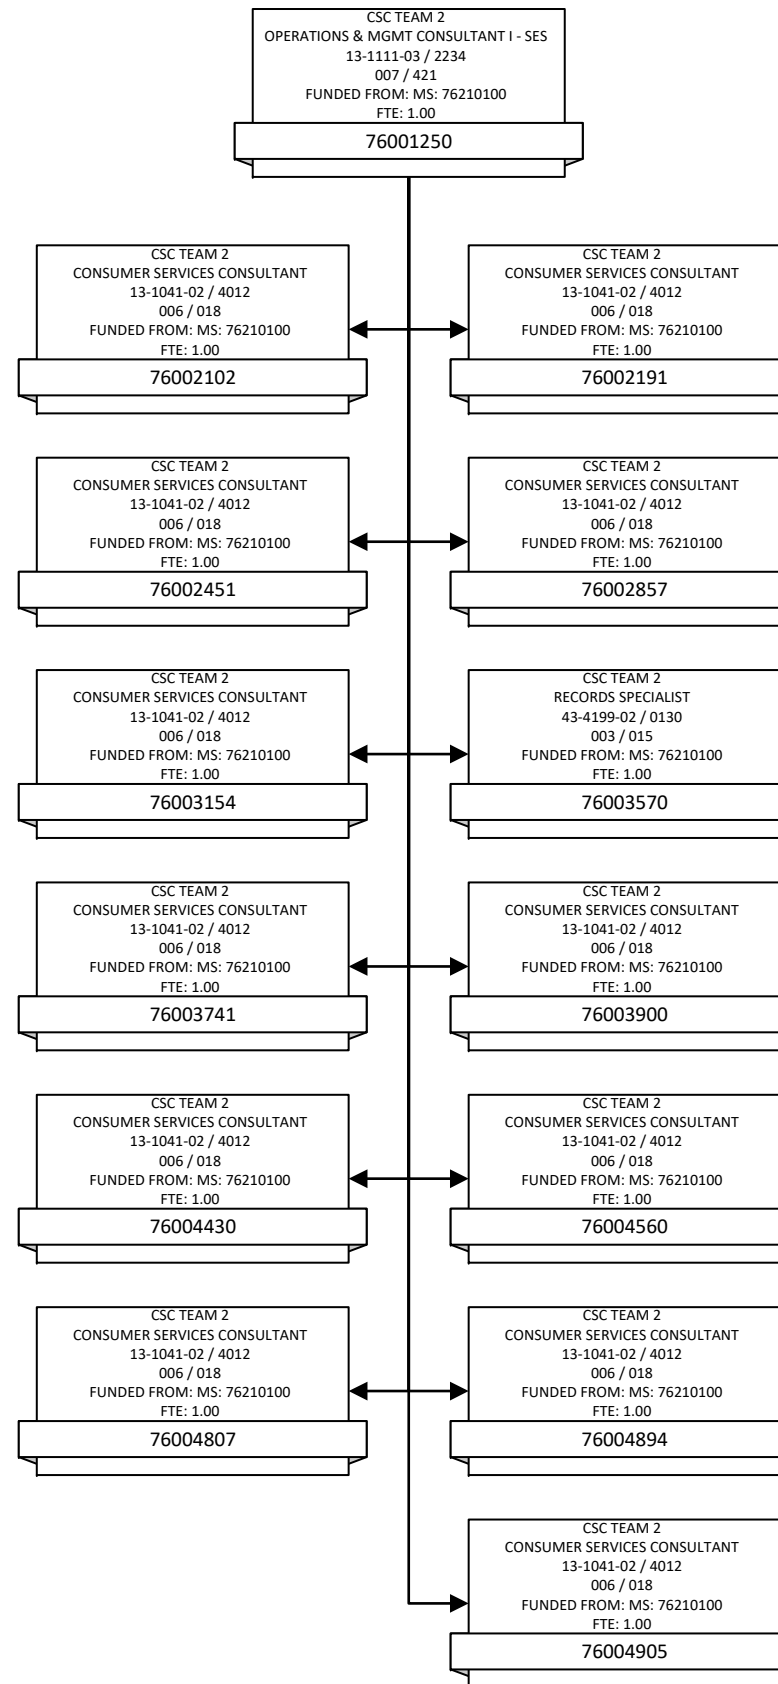 CSC TEAM 2
OPERATIONS & MGMT CONSULTANT I - SES
13-1111-03 / 2234
007 / 421
FUNDED FROM: MS: 76210100
FTE: 1.00
76001250
CSC TEAM 2
CONSUMER SERVICES CONSULTANT
13-1041-02 / 4012
006 / 018
FUNDED FROM: MS: 76210100
FTE: 1.00
76002102
CSC TEAM 2
CONSUMER SERVICES CONSULTANT
13-1041-02 / 4012
006 / 018
FUNDED FROM: MS: 76210100
FTE: 1.00
76002191
CSC TEAM 2
CONSUMER SERVICES CONSULTANT
13-1041-02 / 4012
006 / 018
FUNDED FROM: MS: 76210100
FTE: 1.00
76002451
CSC TEAM 2
CONSUMER SERVICES CONSULTANT
13-1041-02 / 4012
006 / 018
FUNDED FROM: MS: 76210100
FTE: 1.00
76002857
CSC TEAM 2
CONSUMER SERVICES CONSULTANT
13-1041-02 / 4012
006 / 018
FUNDED FROM: MS: 76210100
FTE: 1.00
76003154
CSC TEAM 2
RECORDS SPECIALIST
43-4199-02 / 0130
003 / 015
FUNDED FROM: MS: 76210100
FTE: 1.00
76003570
CSC TEAM 2
CONSUMER SERVICES CONSULTANT
13-1041-02 / 4012
006 / 018
FUNDED FROM: MS: 76210100
FTE: 1.00
76003741
CSC TEAM 2
CONSUMER SERVICES CONSULTANT
13-1041-02 / 4012
006 / 018
FUNDED FROM: MS: 76210100
FTE: 1.00
76003900
CSC TEAM 2
CONSUMER SERVICES CONSULTANT
13-1041-02 / 4012
006 / 018
FUNDED FROM: MS: 76210100
FTE: 1.00
76004430
CSC TEAM 2
CONSUMER SERVICES CONSULTANT
13-1041-02 / 4012
006 / 018
FUNDED FROM: MS: 76210100
FTE: 1.00
76004560
CSC TEAM 2
CONSUMER SERVICES CONSULTANT
13-1041-02 / 4012
006 / 018
FUNDED FROM: MS: 76210100
FTE: 1.00
76004807
CSC TEAM 2
CONSUMER SERVICES CONSULTANT
13-1041-02 / 4012
006 / 018
FUNDED FROM: MS: 76210100
FTE: 1.00
76004894
CSC TEAM 2
CONSUMER SERVICES CONSULTANT
13-1041-02 / 4012
006 / 018
FUNDED FROM: MS: 76210100
FTE: 1.00
76004905